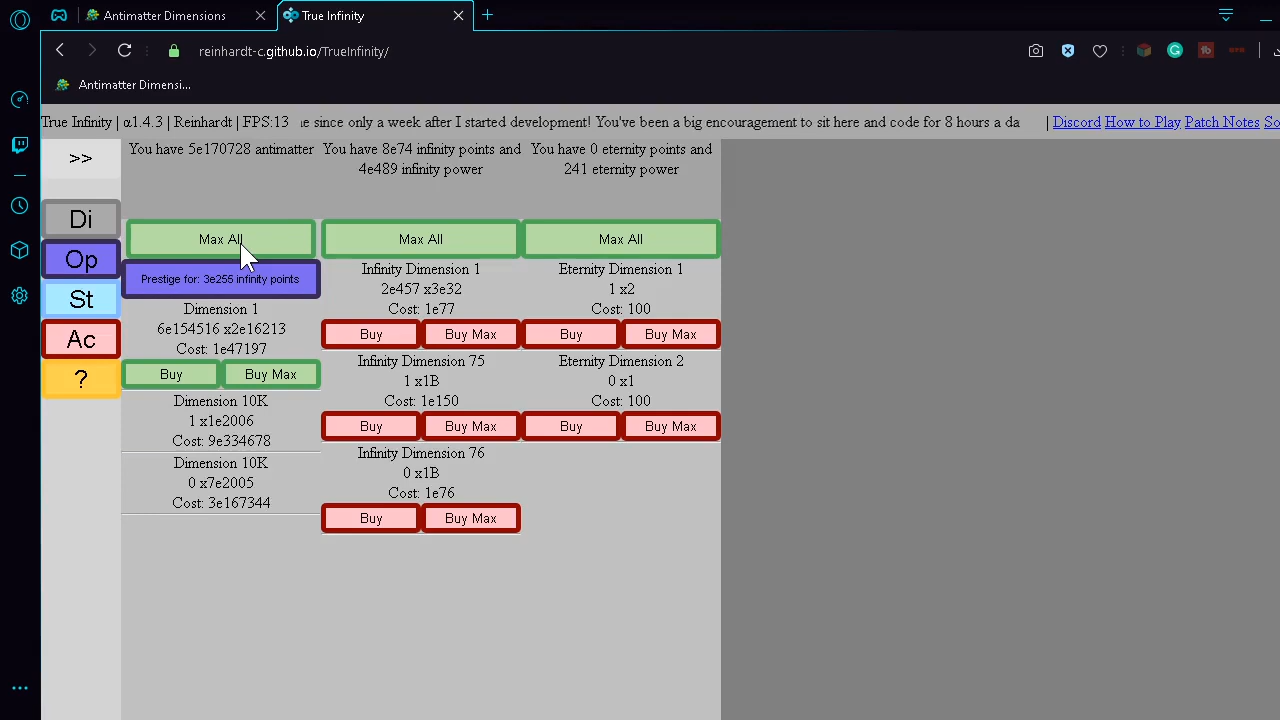 Antimatter Dimensions
True Infinity
reinhardt-c.github.io/TrueInfinity/
Antimatter Dimensi...
True Infinity | α1.4.3 | Reinhardt | FPS:13
since only a week after I started development! You've been a big encouragement to sit here and code for 8 hours a da
| Discord How to Play Patch Notes So
>>
Di
Op
St
Ac
?
You have 5e170728 antimatter
Max All
Prestige for: 3e255 infinity points
Dimension 1
6e154516 x2e16213
Cost: 1e47197
Buy Buy Max
Dimension 10K
1 x1e2006
Cost: 9e334678
Dimension 10K
0 x7e2005
Cost: 3e167344
You have 8e74 infinity points and
4e489 infinity power
Max All
Infinity Dimension 1
2e457 x3e32
Cost: 1e77
Buy Buy Max
Infinity Dimension 75
1 x1B
Cost: 1e150
Buy Buy Max
Infinity Dimension 76
0 x1B
Cost: 1e76
Buy Buy Max
You have 0 eternity points and
241 eternity power
Max All
Eternity Dimension 1
1 x2
Cost: 100
Buy Buy Max
Eternity Dimension 2
0 x1
Cost: 100
Buy Buy Max